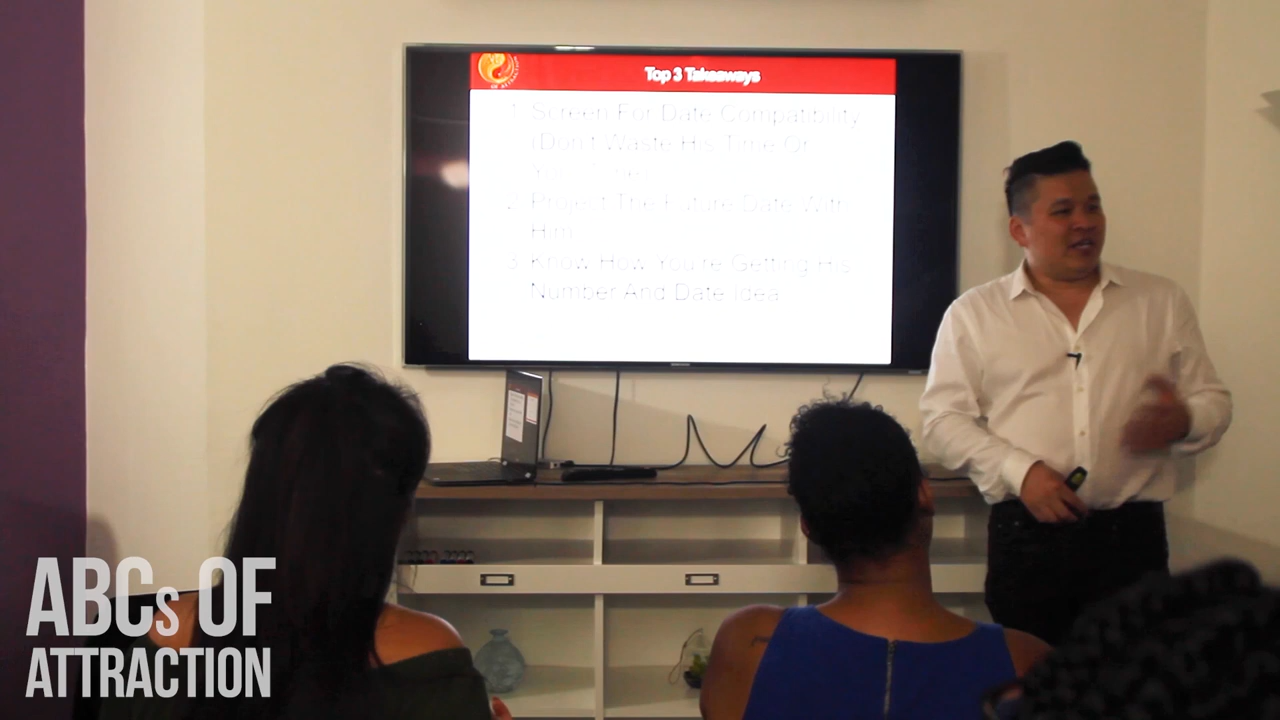 Top 3 Takeaways
1. Screen For Date Compatibility
(Don't Waste His Time Or
2. Project The Future Date With
Him
3. Know How You're Getting His
Number And Date Idea
ABCs OF
ATTRACTION